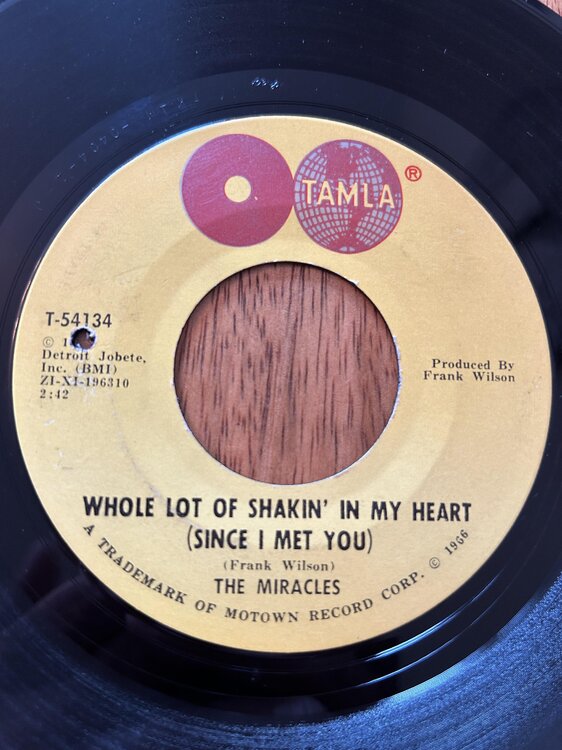 TAMLA®
T-54134
©
Detroit Jobete,
Inc. (BMI)
ZI-XI-196310
2:42
Produced By
Frank Wilson
WHOLE LOT OF SHAKIN' IN MY HEART
(SINCE I MET YOU)
(Frank Wilson)
THE MIRACLES
A TRADEMARK OF MOTOWN RECORD CORP. © 1966